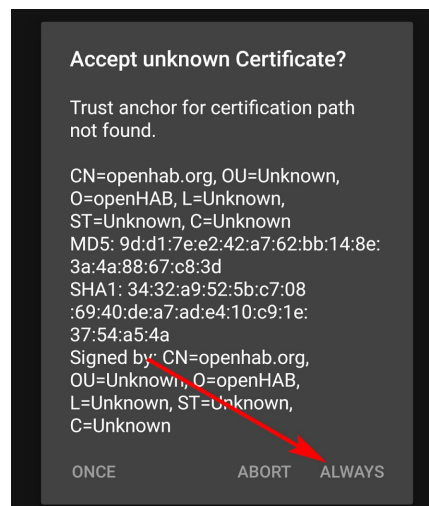 Accept unknown Certificate?
Trust anchor for certification path
not found.
CN=openhab.org, OU=Unknown,
O=openHAB, L=Unknown,
ST=Unknown, C=Unknown
MD5: 9d:d1:7e:e2:42:a7:62:bb:14:8e:
3a:4a:88:67:c8:3d
SHA1: 34:32:a9:52:5b:c7:08
:69:40:de:a7:ad:e4:10:c9:1e:
37:54:a5:4a
Signed by: CN=openhab.org,
OU=Unknown, O=openHAB,
L=Unknown, ST=Unknown,
C=Unknown
ONCE ABORT ALWAYS